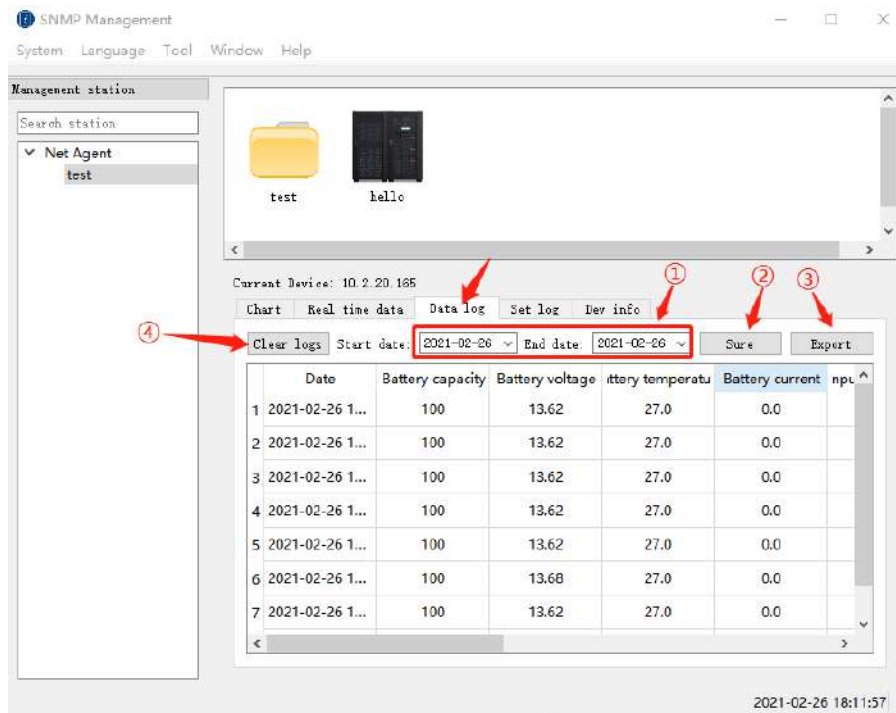 SNMP Management
System Language Tool Window Help
Management station
Search station
Net Agent
test
test hello
Current Device: 10.2.20.165
Chart Real time data Data log Set log Dev info
① ② ③ ④
Clear logs Start date: 2021-02-26 End date: 2021-02-26 Sure Export
Date Battery capacity Battery voltage ttery temperatu Battery current npu
1 2021-02-26 1... 100 13.62 27.0 0.0
2 2021-02-26 1... 100 13.62 27.0 0.0
3 2021-02-26 1... 100 13.62 27.0 0.0
4 2021-02-26 1... 100 13.62 27.0 0.0
5 2021-02-26 1... 100 13.62 27.0 0.0
6 2021-02-26 1... 100 13.68 27.0 0.0
7 2021-02-26 1... 100 13.62 27.0 0.0
2021-02-26 18:11:57